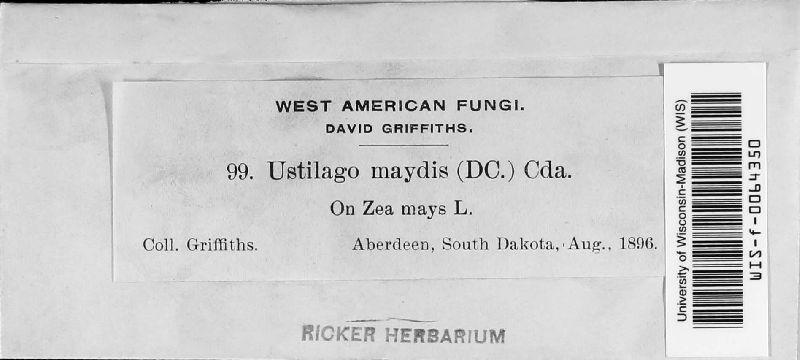 WEST AMERICAN FUNGI.
DAVID GRIFFITHS.
99. Ustilago maydis (DC.) Cda.
On Zea mays L.
Coll. Griffiths. Aberdeen, South Dakota, Aug., 1896.
RICKER HERBARIUM
University of Wisconsin-Madison (WIS)
WIS-f-0064350